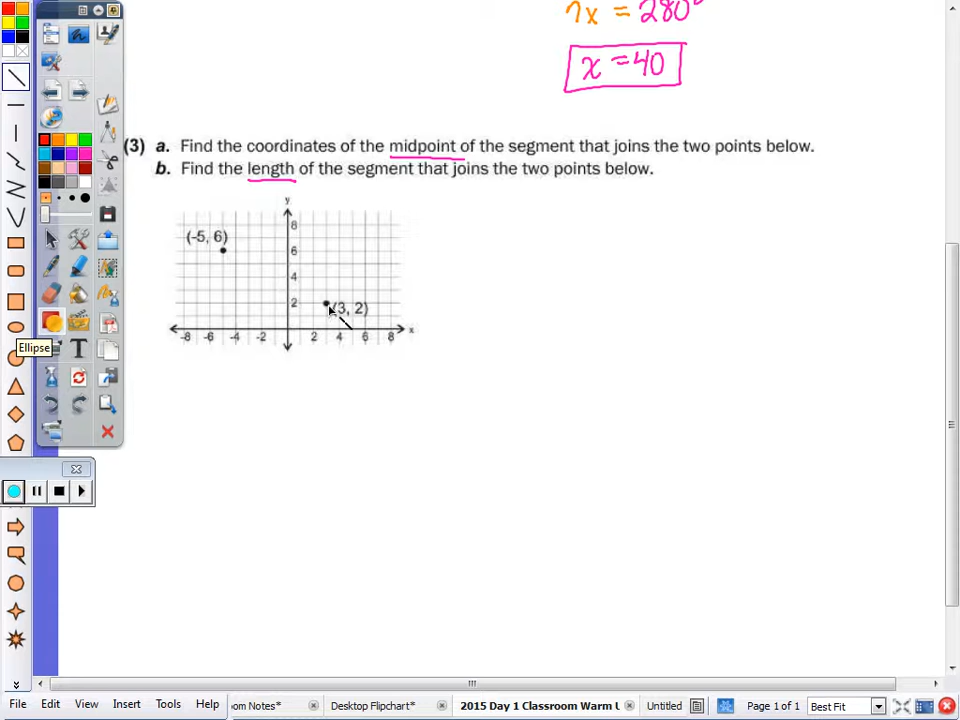 7x = 280°
x = 40
(3) a. Find the coordinates of the midpoint of the segment that joins the two points below.
b. Find the length of the segment that joins the two points below.
y
8
(-5, 6)
6
4
2
(3, 2)
-8 -6 -4 -2 2 4 6 8 x
Ellipse
File Edit View Insert Tools Help
oom Notes* Desktop Flipchart* 2015 Day 1 Classroom Warm U Untitled Page 1 of 1 Best Fit